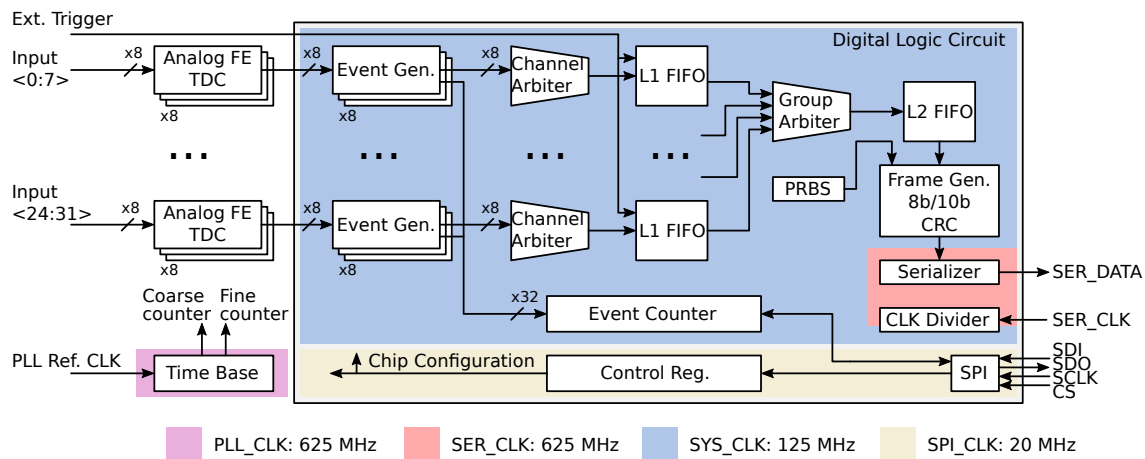 Ext. Trigger
Input
<0:7>
x8
Analog FE
TDC
x8
x8
Event Gen.
x8
x8
Channel
Arbiter
L1 FIFO
Digital Logic Circuit
Group
Arbiter
L2 FIFO
...
...
...
...
Input
<24:31>
x8
Analog FE
TDC
x8
x8
Event Gen.
x8
x8
Channel
Arbiter
L1 FIFO
PRBS
Frame Gen.
8b/10b
CRC
Serializer
SER_DATA
x32
Event Counter
CLK Divider
SER_CLK
Coarse
counter
Fine
counter
PLL Ref. CLK
Time Base
Chip Configuration
Control Reg.
SPI
SDI
SDO
SCLK
CS
PLL_CLK: 625 MHz
SER_CLK: 625 MHz
SYS_CLK: 125 MHz
SPI_CLK: 20 MHz